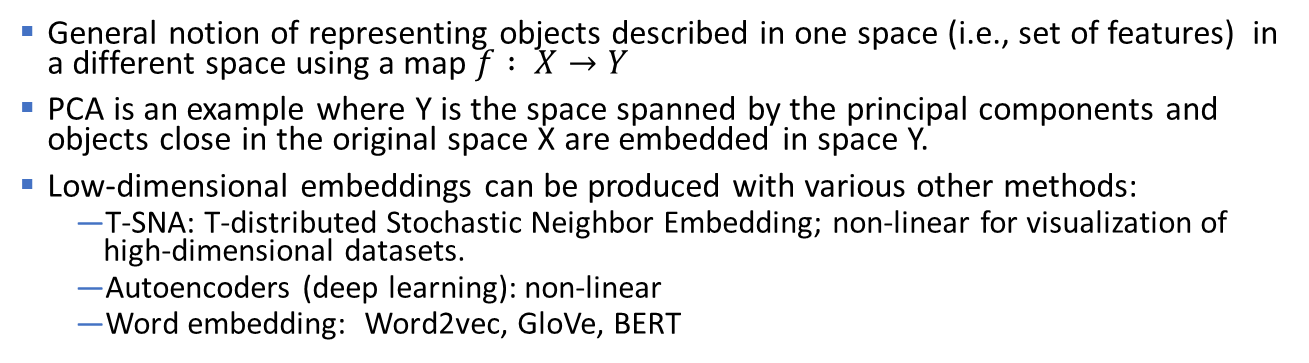 ▪ General notion of representing objects described in one space (i.e., set of features) in
a different space using a map f : X → Y
▪ PCA is an example where Y is the space spanned by the principal components and
objects close in the original space X are embedded in space Y.
▪ Low-dimensional embeddings can be produced with various other methods:
—T-SNA: T-distributed Stochastic Neighbor Embedding; non-linear for visualization of
high-dimensional datasets.
—Autoencoders (deep learning): non-linear
—Word embedding: Word2vec, GloVe, BERT